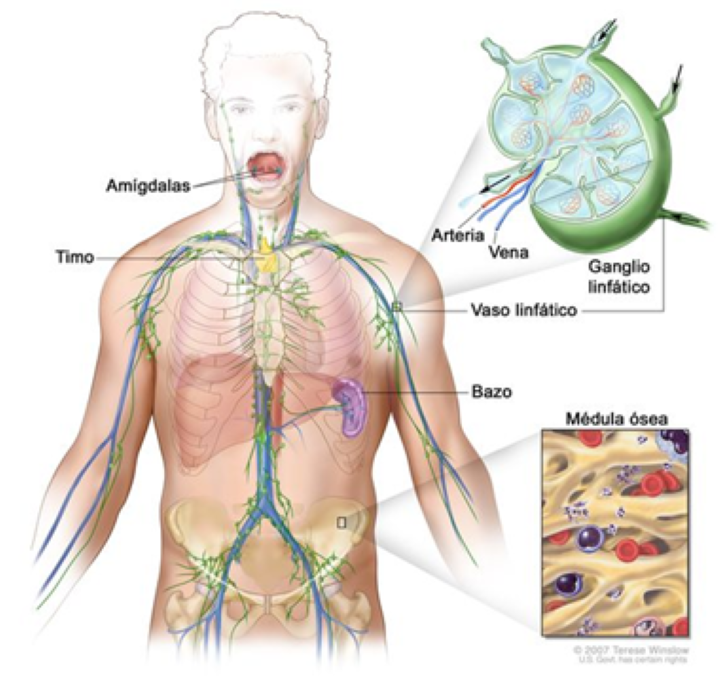 Amígdalas
Timo
Arteria
Vena
Ganglio
linfático
Vaso linfático
Bazo
Médula ósea
© 2007 Terese Winslow
U.S. Govt. has certain rights